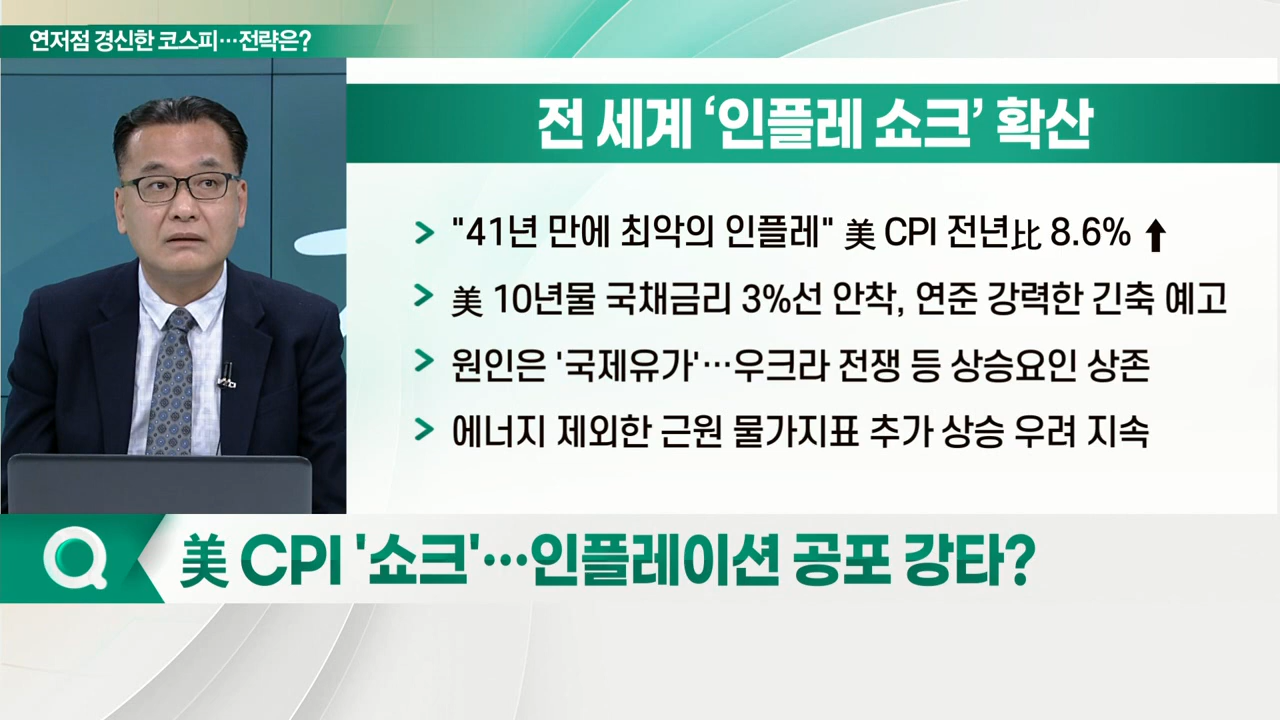 연저점 경신한 코스피…전략은?
전 세계 ‘인플레 쇼크’ 확산
"41년 만에 최악의 인플레" 美 CPI 전년比 8.6% ⬆
美 10년물 국채금리 3%선 안착, 연준 강력한 긴축 예고
원인은 '국제유가'…우크라 전쟁 등 상승요인 상존
에너지 제외한 근원 물가지표 추가 상승 우려 지속
美 CPI '쇼크'…인플레이션 공포 강타?